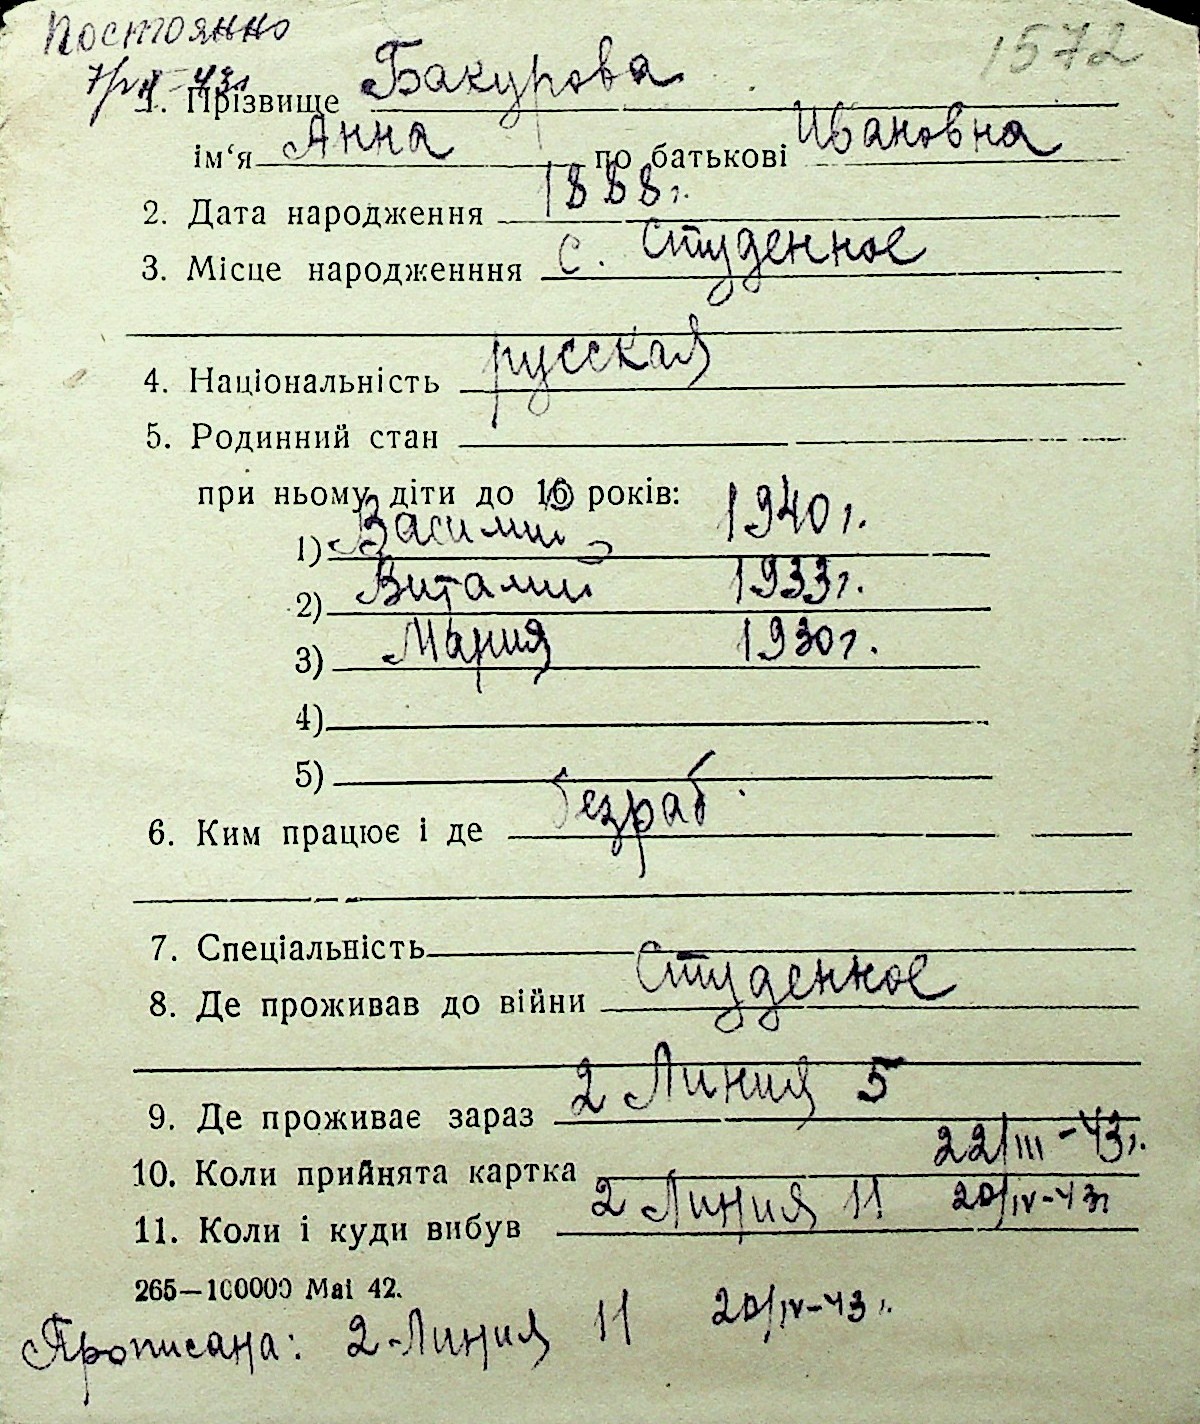 Постоянно 1572
7/V-43г
1. Прізвище Бакурова
ім'я Анна по батькові Ивановна
2. Дата народження 1888г.
3. Місце народженння с. Студенное
4. Національність русская
5. Родинний стан
при ньому діти до 16 років:
1) Василий 1940г.
2) Виталий 1933г.
3) Мария 1930г.
4)
5)
6. Ким працює і де безраб.
7. Спеціальність
8. Де проживав до війни Студенное
9. Де проживає зараз 2 Линия 5
10. Коли прийнята картка 22/III-43г.
11. Коли і куди вибув 2 Линия 11 20/IV-43г
265—100000 Mai 42.
Прописана: 2-Линия 11 20/IV-43г.